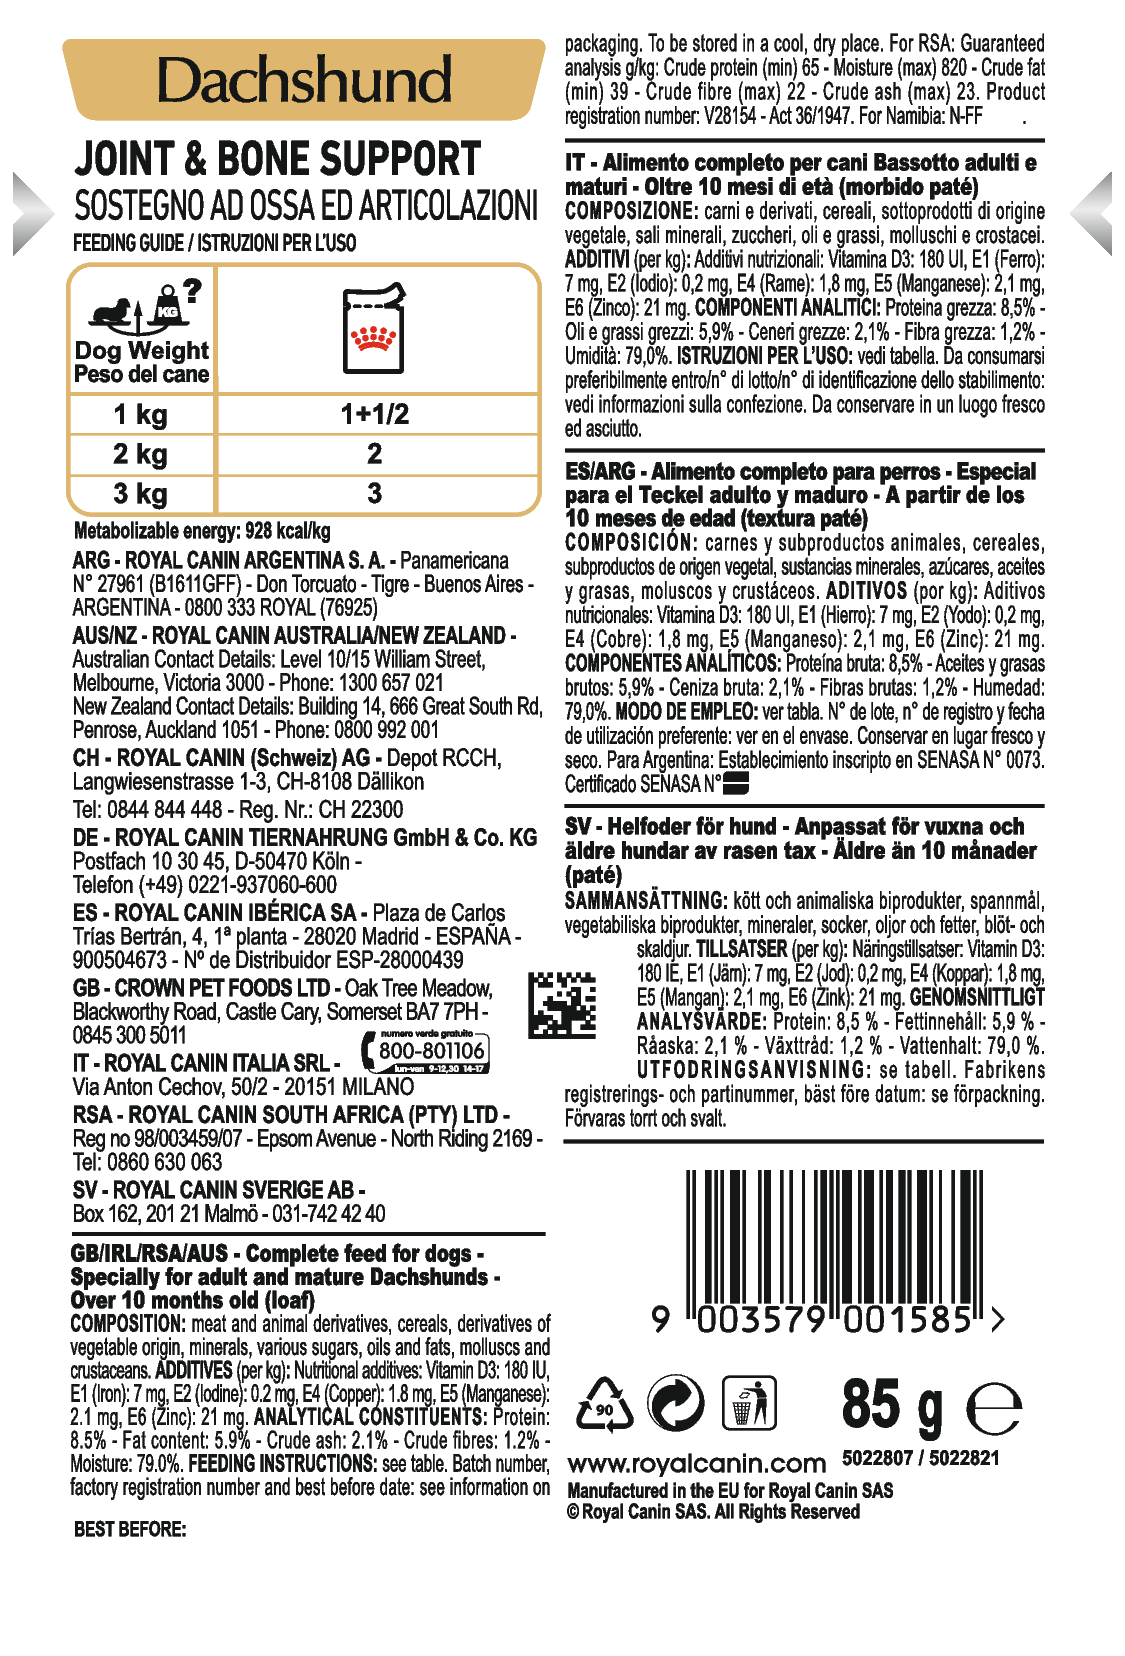 Dachshund
JOINT & BONE SUPPORT
SOSTEGNO AD OSSA ED ARTICOLAZIONI
FEEDING GUIDE / ISTRUZIONI PER L'USO
?
KG
Dog Weight
Peso del cane
1 kg 1+1/2
2 kg 2
3 kg 3
Metabolizable energy: 928 kcal/kg
ARG - ROYAL CANIN ARGENTINA S. A. - Panamericana
N° 27961 (B1611GFF) - Don Torcuato - Tigre - Buenos Aires -
ARGENTINA - 0800 333 ROYAL (76925)
AUS/NZ - ROYAL CANIN AUSTRALIA/NEW ZEALAND -
Australian Contact Details: Level 10/15 William Street,
Melbourne, Victoria 3000 - Phone: 1300 657 021
New Zealand Contact Details: Building 14, 666 Great South Rd,
Penrose, Auckland 1051 - Phone: 0800 992 001
CH - ROYAL CANIN (Schweiz) AG - Depot RCCH,
Langwiesenstrasse 1-3, CH-8108 Dällikon
Tel: 0844 844 448 - Reg. Nr.: CH 22300
DE - ROYAL CANIN TIERNAHRUNG GmbH & Co. KG
Postfach 10 30 45, D-50470 Köln -
Telefon (+49) 0221-937060-600
ES - ROYAL CANIN IBÉRICA SA - Plaza de Carlos
Trías Bertrán, 4, 1ª planta - 28020 Madrid - ESPAÑA -
900504673 - Nº de Distribuidor ESP-28000439
GB - CROWN PET FOODS LTD - Oak Tree Meadow,
Blackworthy Road, Castle Cary, Somerset BA7 7PH -
0845 300 5011
numero verde gratuito
800-801106
lun-ven 9-12,30 14-17
IT - ROYAL CANIN ITALIA SRL -
Via Anton Cechov, 50/2 - 20151 MILANO
RSA - ROYAL CANIN SOUTH AFRICA (PTY) LTD -
Reg no 98/003459/07 - Epsom Avenue - North Riding 2169 -
Tel: 0860 630 063
SV - ROYAL CANIN SVERIGE AB -
Box 162, 201 21 Malmö - 031-742 42 40
GB/IRL/RSA/AUS - Complete feed for dogs -
Specially for adult and mature Dachshunds -
Over 10 months old (loaf)
COMPOSITION: meat and animal derivatives, cereals, derivatives of
vegetable origin, minerals, various sugars, oils and fats, molluscs and
crustaceans. ADDITIVES (per kg): Nutritional additives: Vitamin D3: 180 IU,
E1 (Iron): 7 mg, E2 (Iodine): 0.2 mg, E4 (Copper): 1.8 mg, E5 (Manganese):
2.1 mg, E6 (Zinc): 21 mg. ANALYTICAL CONSTITUENTS: Protein:
8.5% - Fat content: 5.9% - Crude ash: 2.1% - Crude fibres: 1.2% -
Moisture: 79.0%. FEEDING INSTRUCTIONS: see table. Batch number,
factory registration number and best before date: see information on
BEST BEFORE:
packaging. To be stored in a cool, dry place. For RSA: Guaranteed
analysis g/kg: Crude protein (min) 65 - Moisture (max) 820 - Crude fat
(min) 39 - Crude fibre (max) 22 - Crude ash (max) 23. Product
registration number: V28154 - Act 36/1947. For Namibia: N-FF .
IT - Alimento completo per cani Bassotto adulti e
maturi - Oltre 10 mesi di età (morbido paté)
COMPOSIZIONE: carni e derivati, cereali, sottoprodotti di origine
vegetale, sali minerali, zuccheri, oli e grassi, molluschi e crostacei.
ADDITIVI (per kg): Additivi nutrizionali: Vitamina D3: 180 UI, E1 (Ferro):
7 mg, E2 (Iodio): 0,2 mg, E4 (Rame): 1,8 mg, E5 (Manganese): 2,1 mg,
E6 (Zinco): 21 mg. COMPONENTI ANALITICI: Proteina grezza: 8,5% -
Oli e grassi grezzi: 5,9% - Ceneri grezze: 2,1% - Fibra grezza: 1,2% -
Umidità: 79,0%. ISTRUZIONI PER L'USO: vedi tabella. Da consumarsi
preferibilmente entro/n° di lotto/n° di identificazione dello stabilimento:
vedi informazioni sulla confezione. Da conservare in un luogo fresco
ed asciutto.
ES/ARG - Alimento completo para perros - Especial
para el Teckel adulto y maduro - A partir de los
10 meses de edad (textura paté)
COMPOSICIÓN: carnes y subproductos animales, cereales,
subproductos de origen vegetal, sustancias minerales, azúcares, aceites
y grasas, moluscos y crustáceos. ADITIVOS (por kg): Aditivos
nutricionales: Vitamina D3: 180 UI, E1 (Hierro): 7 mg, E2 (Yodo): 0,2 mg,
E4 (Cobre): 1,8 mg, E5 (Manganeso): 2,1 mg, E6 (Zinc): 21 mg.
COMPONENTES ANALÍTICOS: Proteína bruta: 8,5% - Aceites y grasas
brutos: 5,9% - Ceniza bruta: 2,1% - Fibras brutas: 1,2% - Humedad:
79,0%. MODO DE EMPLEO: ver tabla. N° de lote, n° de registro y fecha
de utilización preferente: ver en el envase. Conservar en lugar fresco y
seco. Para Argentina: Establecimiento inscripto en SENASA N° 0073.
Certificado SENASA N°
SV - Helfoder för hund - Anpassat för vuxna och
äldre hundar av rasen tax - Äldre än 10 månader
(paté)
SAMMANSÄTTNING: kött och animaliska biprodukter, spannmål,
vegetabiliska biprodukter, mineraler, socker, oljor och fetter, blöt- och
skaldjur. TILLSATSER (per kg): Näringstillsatser: Vitamin D3:
180 IE, E1 (Järn): 7 mg, E2 (Jod): 0,2 mg, E4 (Koppar): 1,8 mg,
E5 (Mangan): 2,1 mg, E6 (Zink): 21 mg. GENOMSNITTLIGT
ANALYSVÄRDE: Protein: 8,5 % - Fettinnehåll: 5,9 % -
Råaska: 2,1 % - Växttråd: 1,2 % - Vattenhalt: 79,0 %.
UTFODRINGSANVISNING: se tabell. Fabrikens
registrerings- och partinummer, bäst före datum: se förpackning.
Förvaras torrt och svalt.
9 003579 001585 >
90
85 g e
www.royalcanin.com 5022807 / 5022821
Manufactured in the EU for Royal Canin SAS
© Royal Canin SAS. All Rights Reserved